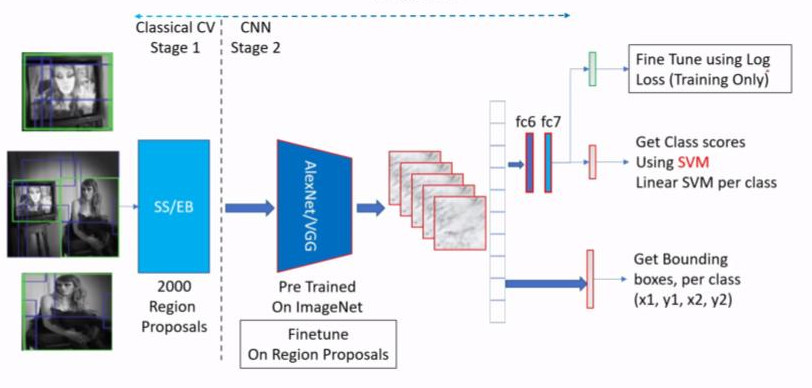 Classical CV
Stage 1
CNN
Stage 2
SS/EB
2000
Region
Proposals
AlexNet/VGG
Pre Trained
On ImageNet
Finetune
On Region Proposals
fc6 fc7
Fine Tune using Log
Loss (Training Only)
Get Class scores
Using SVM
Linear SVM per class
Get Bounding
boxes, per class
(x1, y1, x2, y2)